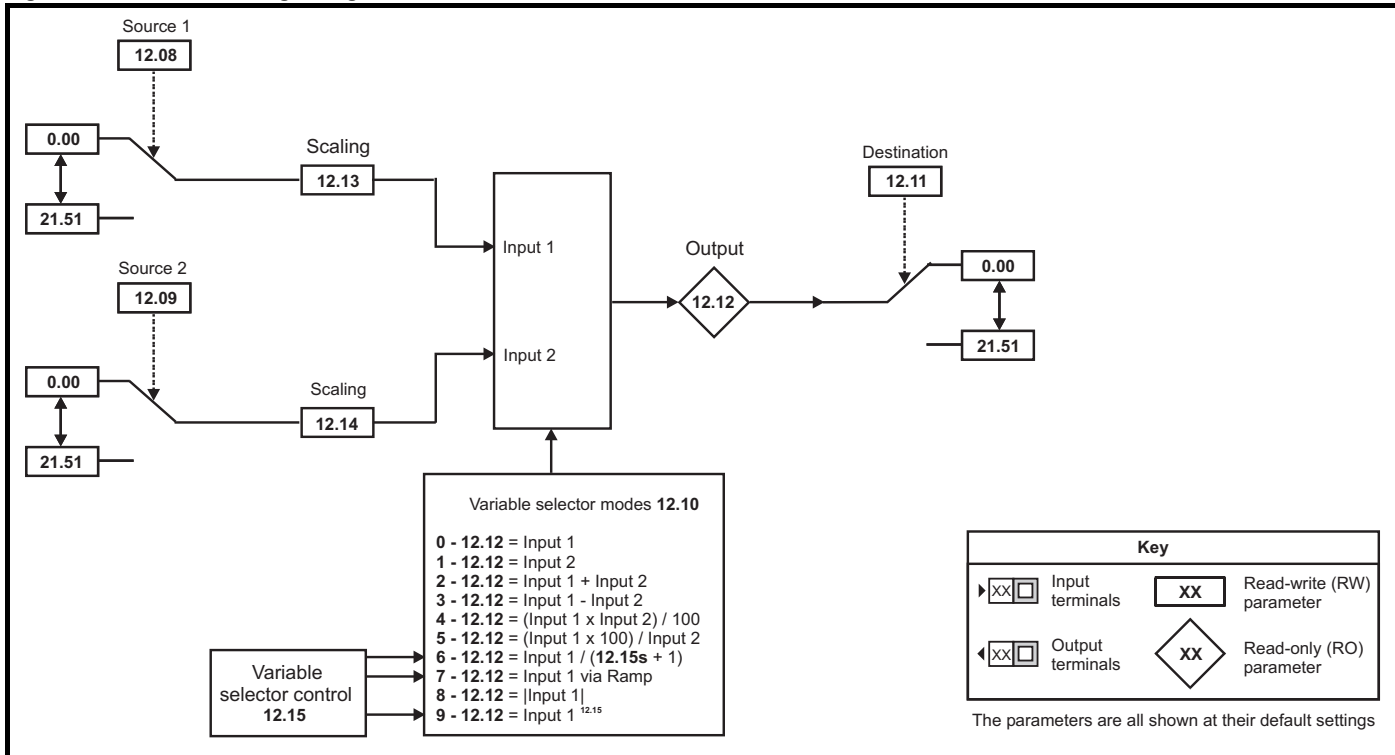 Source 1
12.08
0.00
21.51
Scaling
12.13
Source 2
12.09
0.00
21.51
Scaling
12.14
Input 1
Input 2
Output
12.12
Destination
12.11
0.00
21.51
Variable selector modes 12.10
0 - 12.12 = Input 1
1 - 12.12 = Input 2
2 - 12.12 = Input 1 + Input 2
3 - 12.12 = Input 1 - Input 2
4 - 12.12 = (Input 1 x Input 2) / 100
5 - 12.12 = (Input 1 x 100) / Input 2
6 - 12.12 = Input 1 / (12.15s + 1)
7 - 12.12 = Input 1 via Ramp
8 - 12.12 = |Input 1|
9 - 12.12 = Input 1 12.15
Variable
selector control
12.15
Key
XX Input
terminals
XX Read-write (RW)
parameter
XX Output
terminals
XX Read-only (RO)
parameter
The parameters are all shown at their default settings